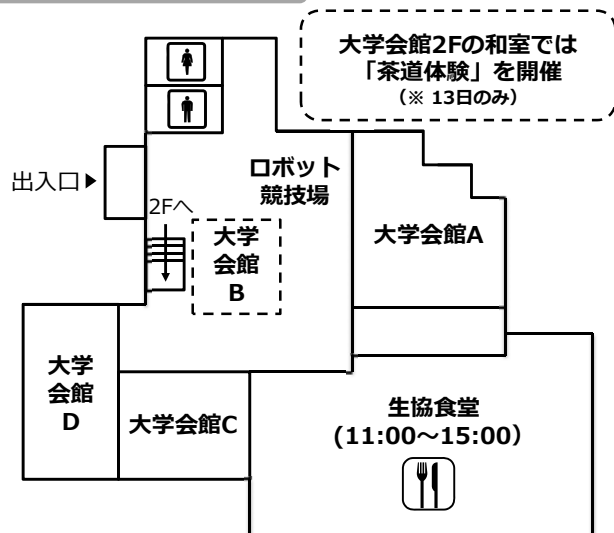 大学会館2Fの和室では
「茶道体験」を開催
（※ 13日のみ）
出入口▶
2Fへ
ロボット
競技場
大学
会館
B
大学会館A
大学
会館
D
大学会館C
生協食堂
(11:00～15:00）